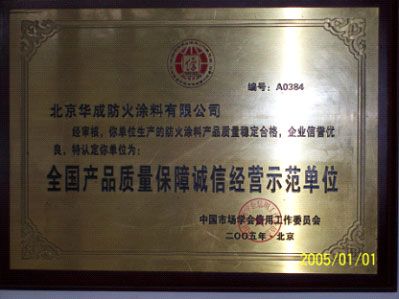 信
编号：A0384
北京华成防火涂料有限公司
经审核，你单位生产的防火涂料产品质量稳定合格，企业信誉优
良，特认定你单位为：
全国产品质量保障诚信经营示范单位
中国市场学会信用工作委员会
二〇〇五年·北京
2005/01/01